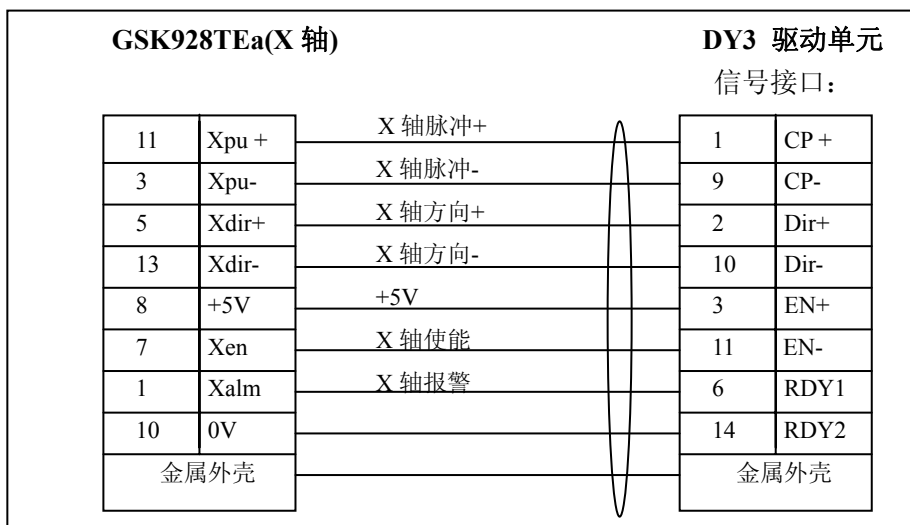 GSK928TEa(X 轴) DY3 驱动单元
信号接口：
11 Xpu + X 轴脉冲+ 1 CP +
3 Xpu- X 轴脉冲- 9 CP-
5 Xdir+ X 轴方向+ 2 Dir+
13 Xdir- X 轴方向- 10 Dir-
8 +5V +5V 3 EN+
7 Xen X 轴使能 11 EN-
1 Xalm X 轴报警 6 RDY1
10 0V 14 RDY2
金属外壳 金属外壳